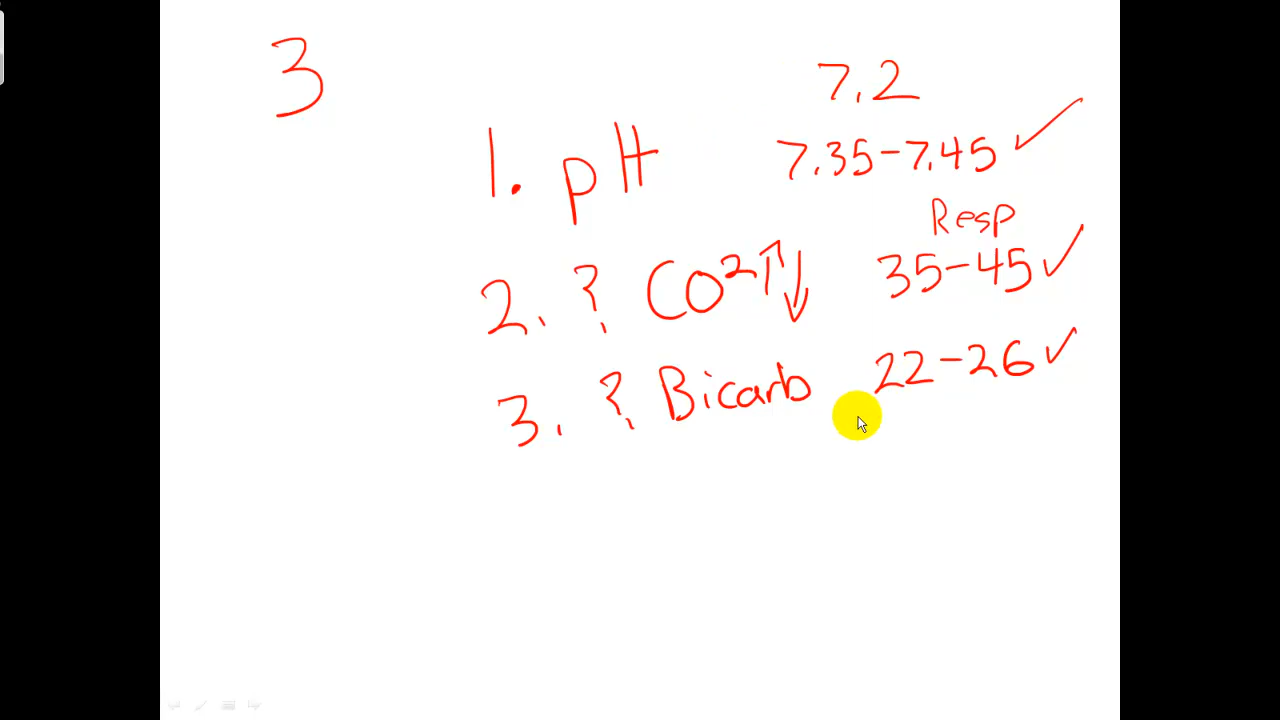 3
7.2
1. pH 7.35-7.45 ✓
Resp
2. ? CO2↑↓ 35-45 ✓
3. ? Bicarb 22-26 ✓